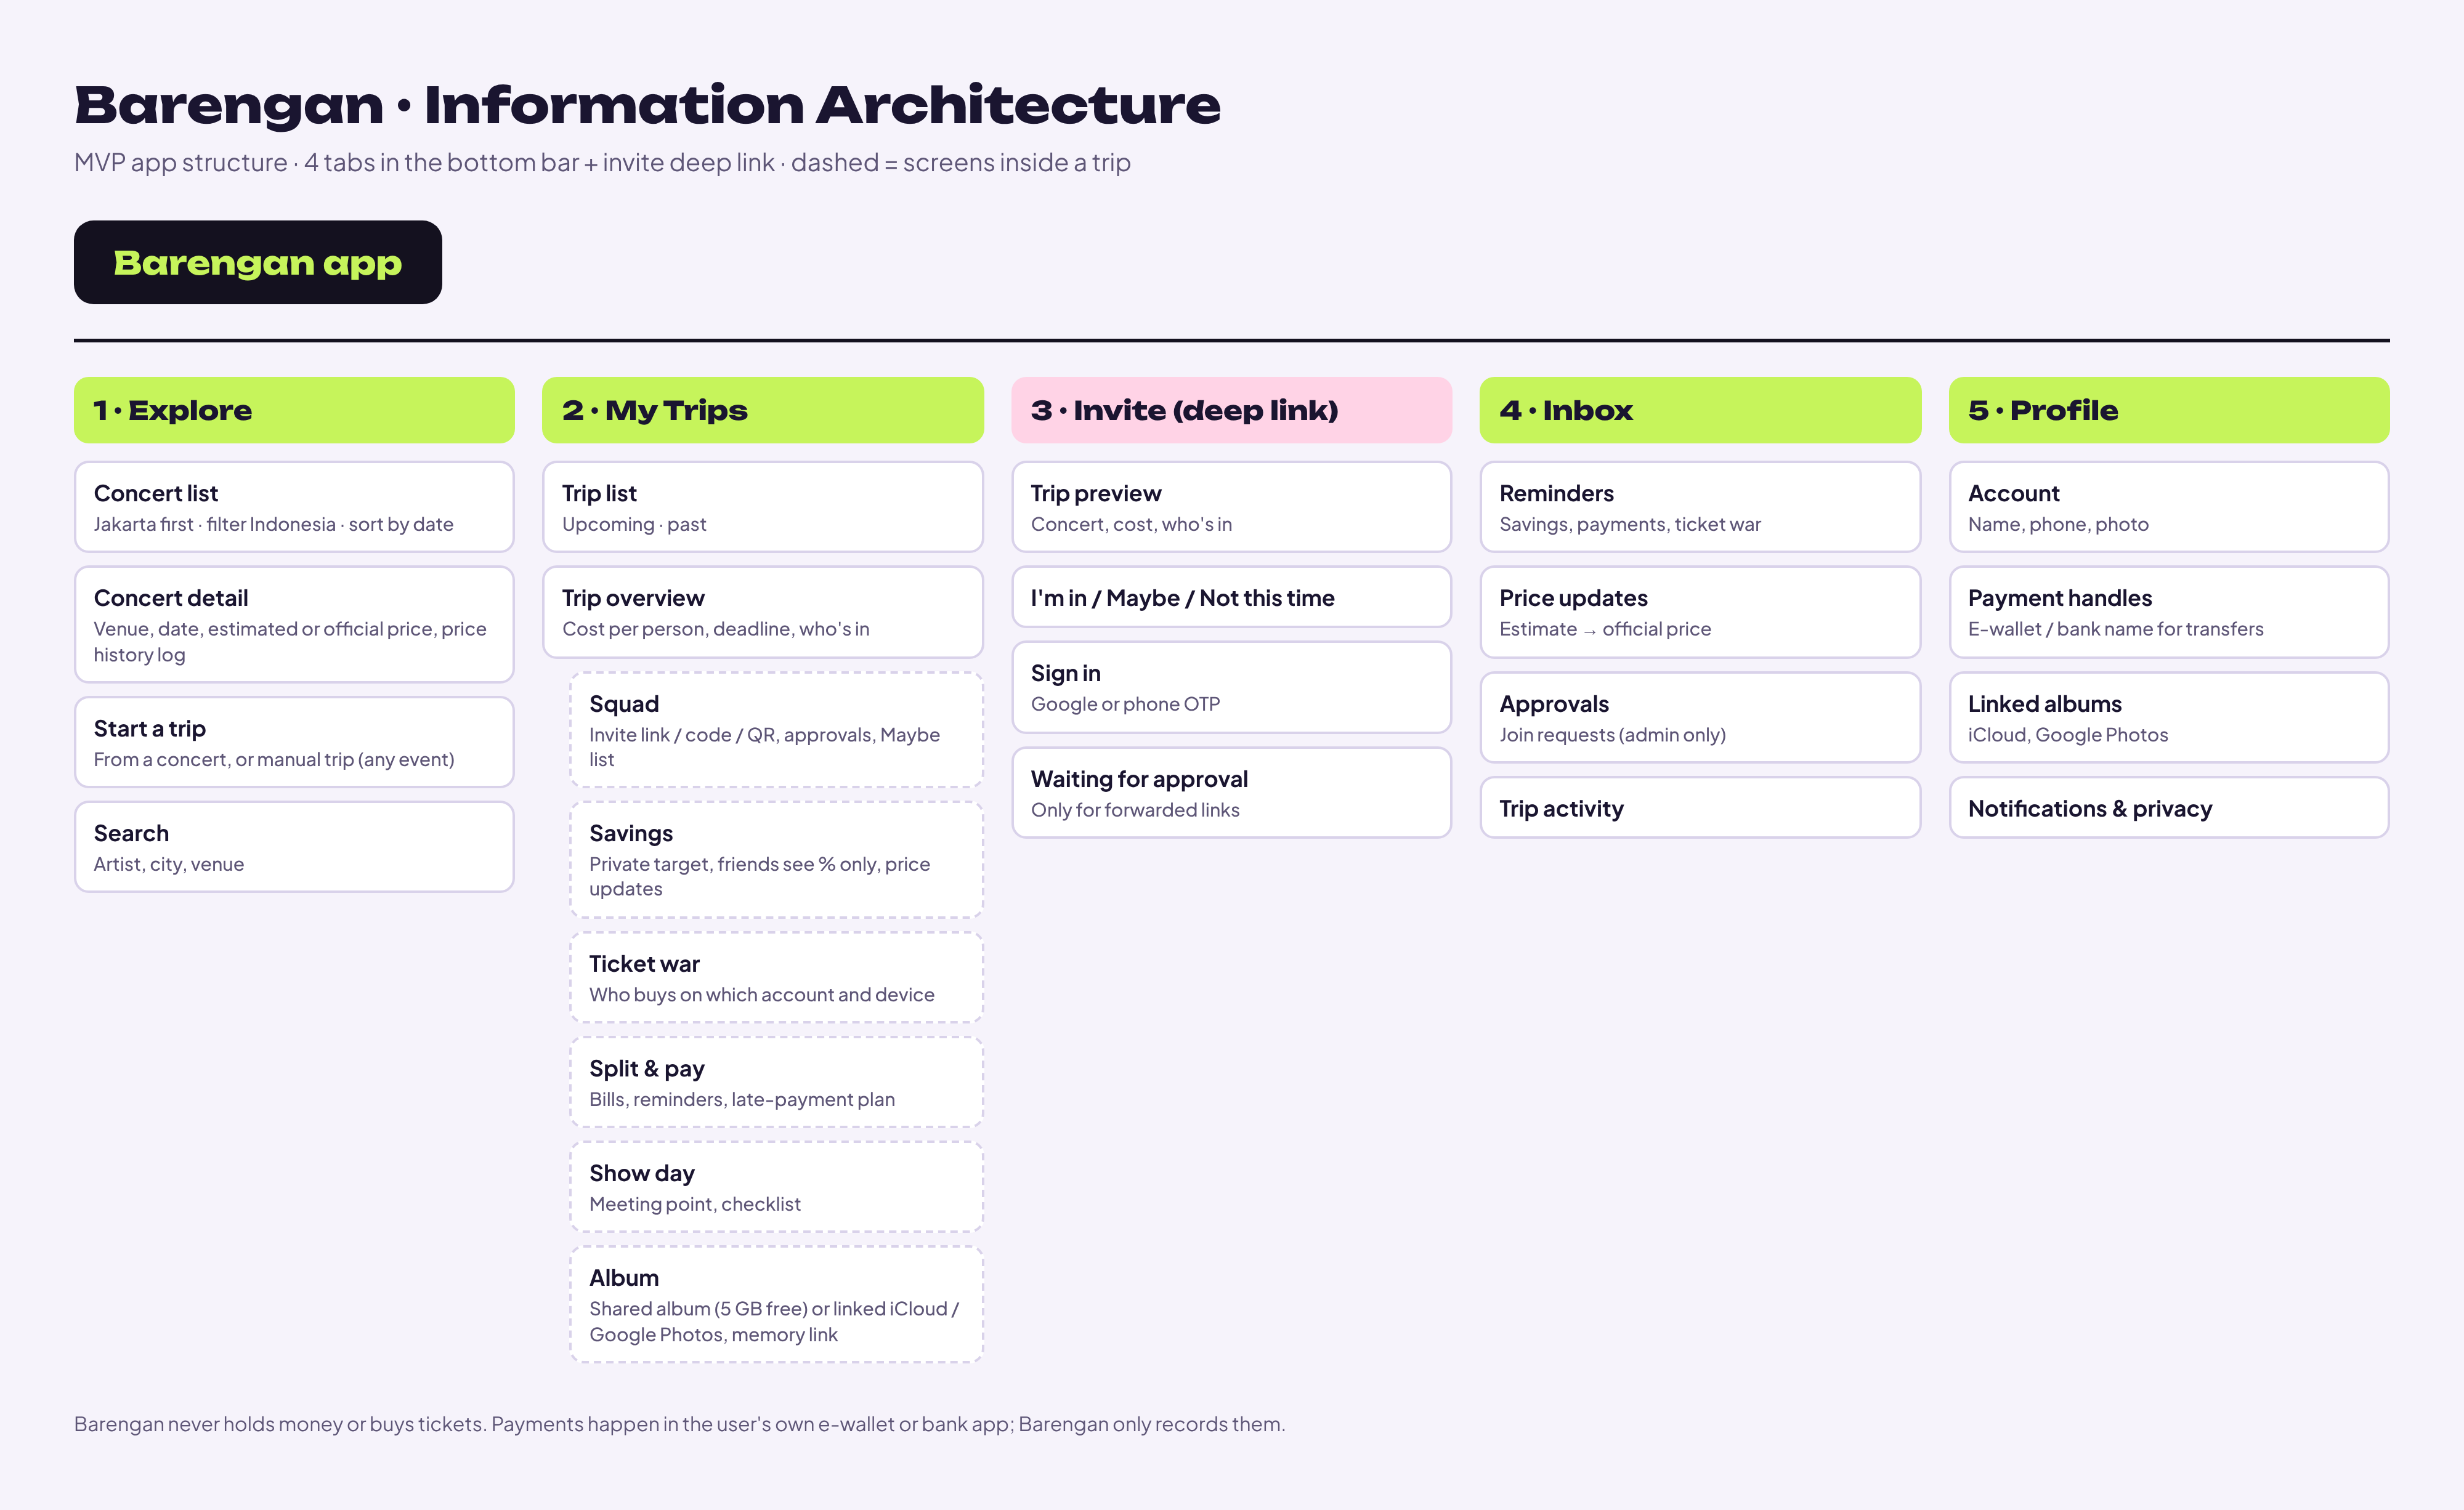 Barengan · Information Architecture
MVP app structure · 4 tabs in the bottom bar + invite deep link · dashed = screens inside a trip
Barengan app
1 · Explore
Concert list
Jakarta first · filter Indonesia · sort by date
Concert detail
Venue, date, estimated or official price, price
history log
Start a trip
From a concert, or manual trip (any event)
Search
Artist, city, venue
2 · My Trips
Trip list
Upcoming · past
Trip overview
Cost per person, deadline, who's in
Squad
Invite link / code / QR, approvals, Maybe
list
Savings
Private target, friends see % only, price
updates
Ticket war
Who buys on which account and device
Split & pay
Bills, reminders, late-payment plan
Show day
Meeting point, checklist
Album
Shared album (5 GB free) or linked iCloud /
Google Photos, memory link
3 · Invite (deep link)
Trip preview
Concert, cost, who's in
I'm in / Maybe / Not this time
Sign in
Google or phone OTP
Waiting for approval
Only for forwarded links
4 · Inbox
Reminders
Savings, payments, ticket war
Price updates
Estimate → official price
Approvals
Join requests (admin only)
Trip activity
5 · Profile
Account
Name, phone, photo
Payment handles
E-wallet / bank name for transfers
Linked albums
iCloud, Google Photos
Notifications & privacy
Barengan never holds money or buys tickets. Payments happen in the user's own e-wallet or bank app; Barengan only records them.